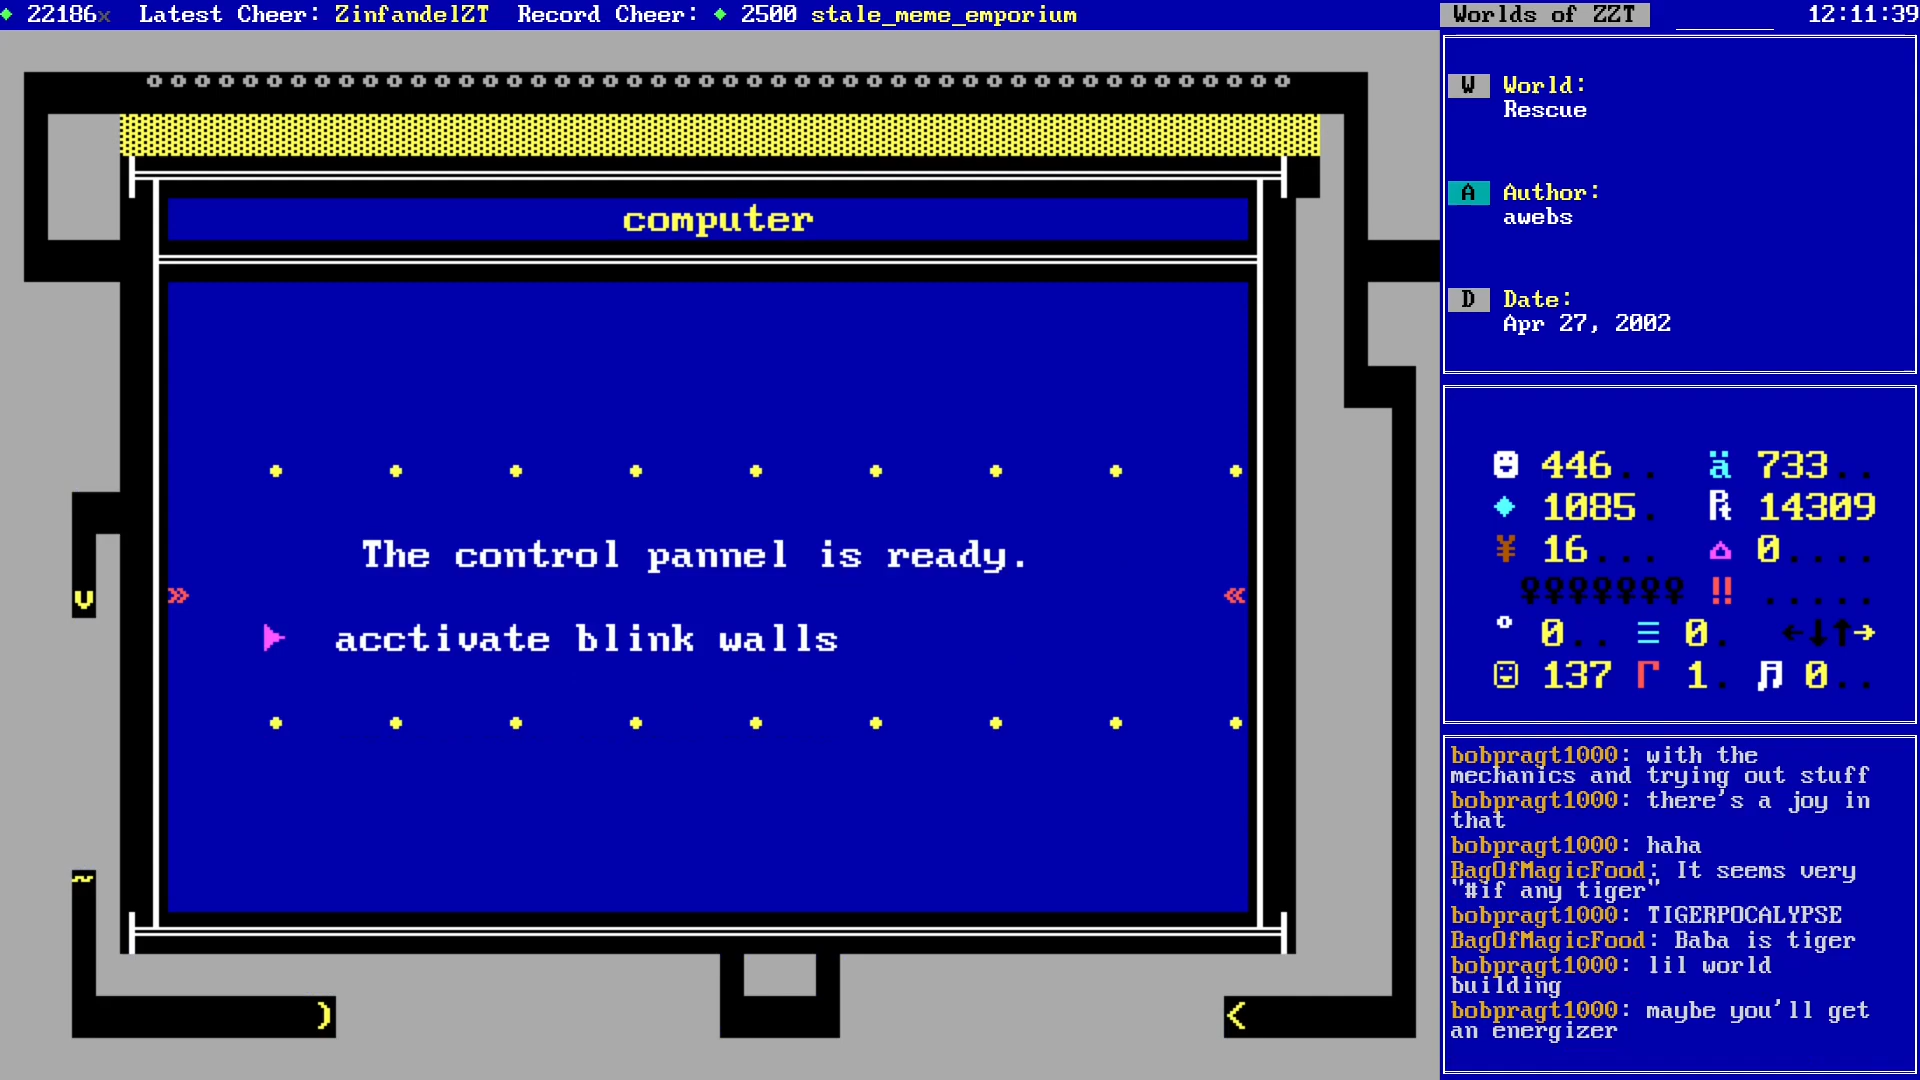 ♦ 22186x Latest Cheer: ZinfandelZT Record Cheer: ♦ 2500 stale_meme_emporium
Worlds of ZZT 12:11:39
W World:
Rescue
A Author:
awebs
D Date:
Apr 27, 2002
computer
The control pannel is ready.
» «
► acctivate blink walls
v
~
)
<
446 ä 733
♦ 1085 ℞ 14309
¥ 16 0
♀♀♀♀♀♀♀ ‼
° 0 ≡ 0 ←↓↑→
137 Γ 1 ♫ 0
bobpragt1000: with the
mechanics and trying out stuff
bobpragt1000: there's a joy in
that
bobpragt1000: haha
BagOfMagicFood: It seems very
"#if any tiger"
bobpragt1000: TIGERPOCALYPSE
BagOfMagicFood: Baba is tiger
bobpragt1000: lil world
building
bobpragt1000: maybe you'll get
an energizer